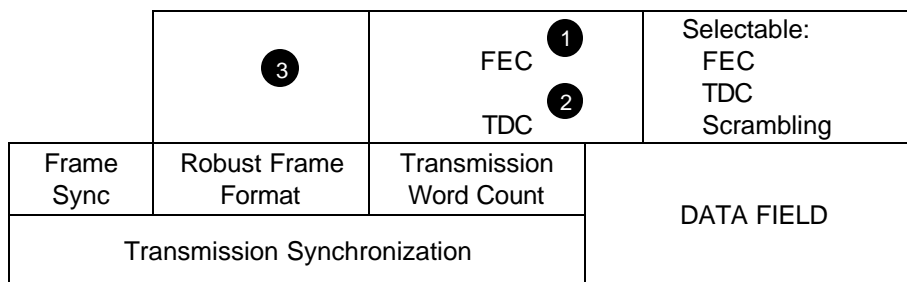 3
FEC 1
TDC 2
Selectable:
FEC
TDC
Scrambling
Frame
Sync
Robust Frame
Format
Transmission
Word Count
DATA FIELD
Transmission Synchronization